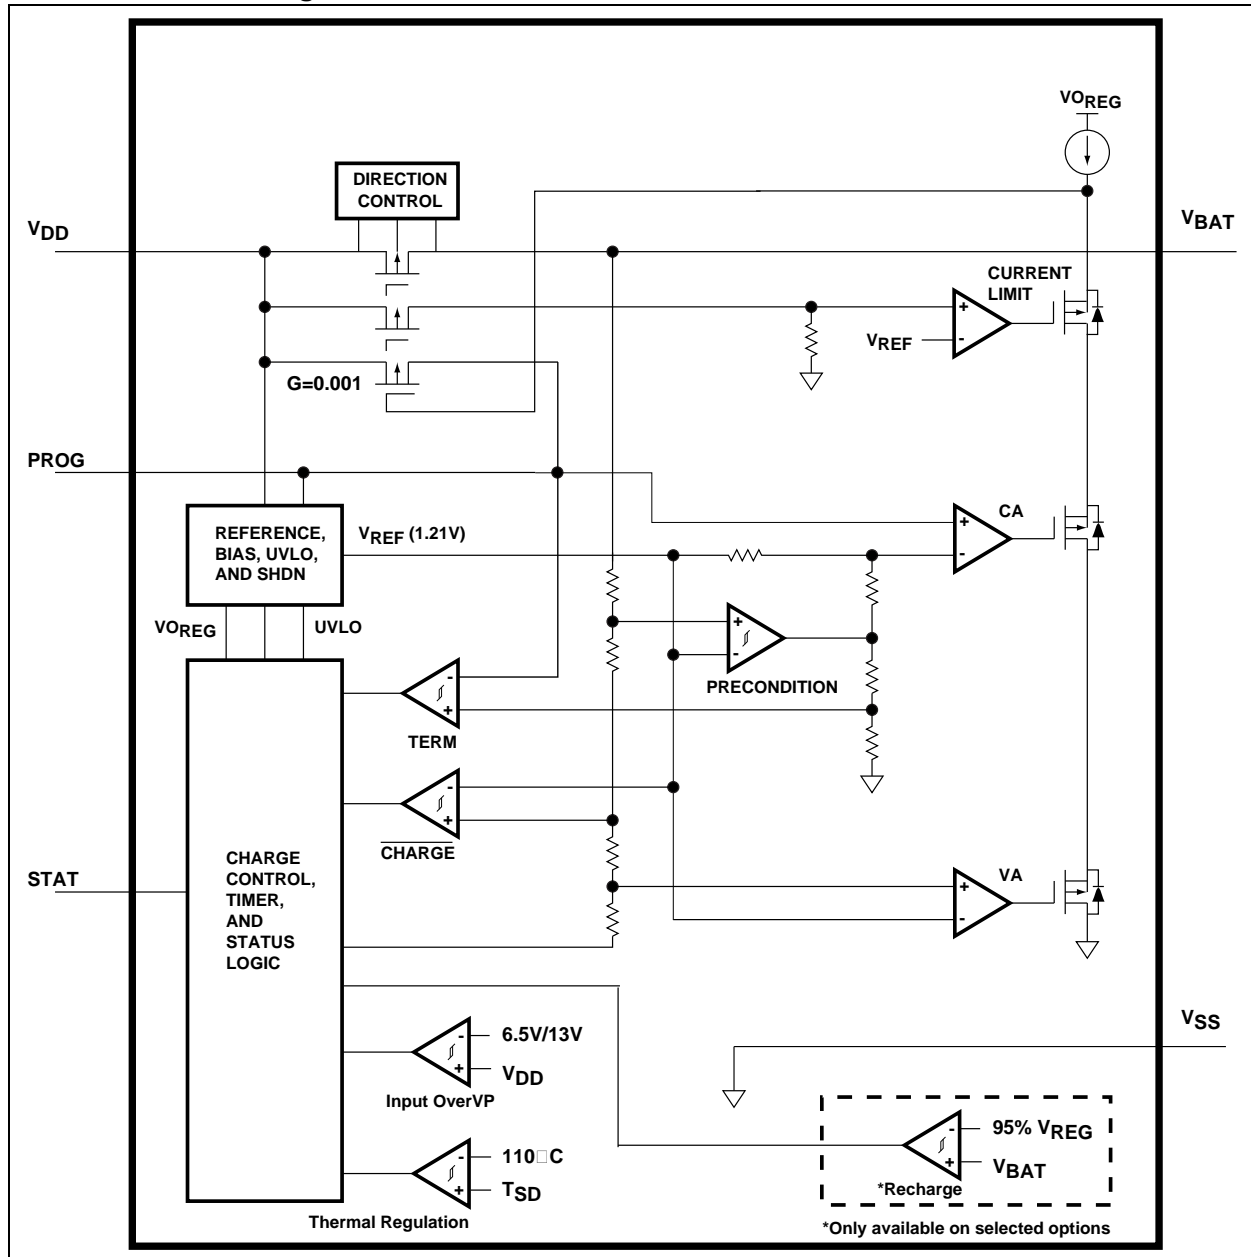 VOREG
DIRECTION
CONTROL
VDD
VBAT
CURRENT
LIMIT
+
-
VREF
G=0.001
PROG
REFERENCE,
BIAS, UVLO,
AND SHDN
VREF (1.21V)
CA
+
-
VOREG
UVLO
+
-
PRECONDITION
-
+
TERM
-
+
CHARGE
CHARGE
CONTROL,
TIMER,
AND
STATUS
LOGIC
STAT
VA
+
-
VSS
-
6.5V/13V
+
VDD
Input OverVP
-
110□C
+
TSD
Thermal Regulation
-
95% VREG
+
VBAT
*Recharge
*Only available on selected options